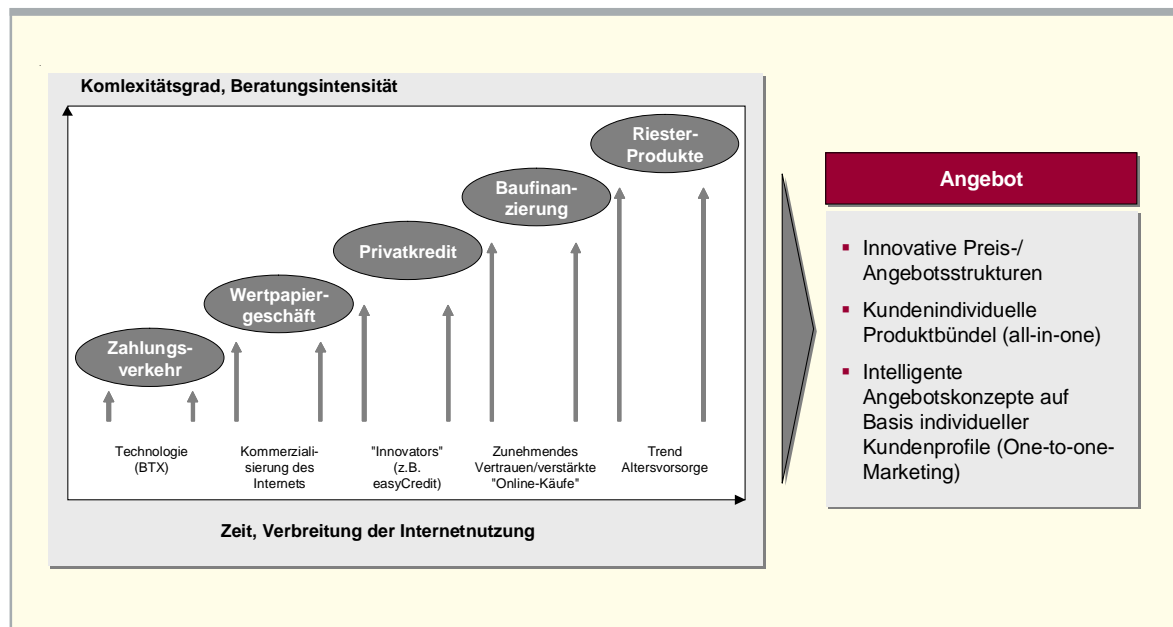 Komlexitätsgrad, Beratungsintensität
Riester-
Produkte
Baufinan-
zierung
Privatkredit
Wertpapier-
geschäft
Zahlungs-
verkehr
Technologie
(BTX)
Kommerziali-
sierung des
Internets
"Innovators"
(z.B.
easyCredit)
Zunehmendes
Vertrauen/verstärkte
"Online-Käufe"
Trend
Altersvorsorge
Zeit, Verbreitung der Internetnutzung
Angebot
▪ Innovative Preis-/
Angebotsstrukturen
▪ Kundenindividuelle
Produktbündel (all-in-one)
▪ Intelligente
Angebotskonzepte auf
Basis individueller
Kundenprofile (One-to-one-
Marketing)